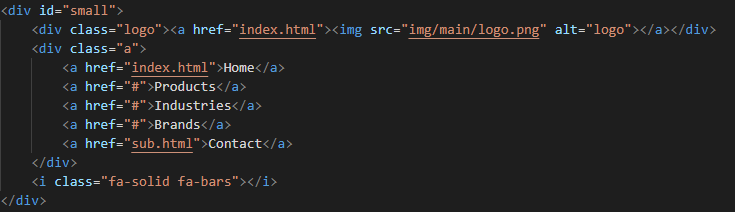 <div id="small">
    <div class="logo"><a href="index.html"><img src="img/main/logo.png" alt="logo"></a></div>
    <div class="a">
        <a href="index.html">Home</a>
        <a href="#">Products</a>
        <a href="#">Industries</a>
        <a href="#">Brands</a>
        <a href="sub.html">Contact</a>
    </div>
    <i class="fa-solid fa-bars"></i>
</div>